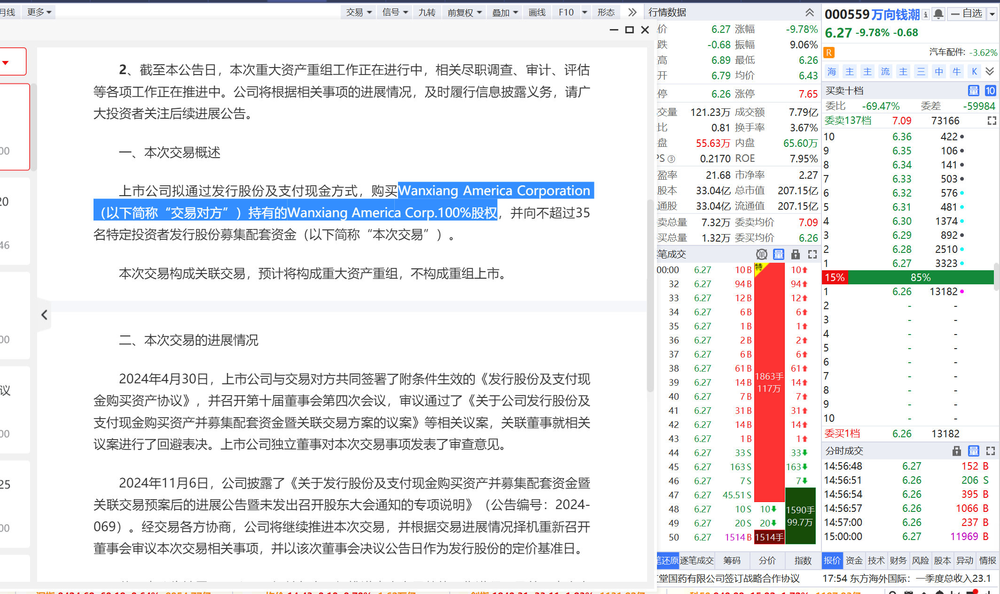 月线 更多 交易 信号 九转 前复权 叠加 画线 F10 形态
2、截至本公告日，本次重大资产重组工作正在进行中，相关尽职调查、审计、评估
等各项工作正在推进中。公司将根据相关事项的进展情况，及时履行信息披露义务，请广
大投资者关注后续进展公告。
一、本次交易概述
上市公司拟通过发行股份及支付现金方式，购买Wanxiang America Corporation
（以下简称“交易对方”）持有的Wanxiang America Corp.100%股权，并向不超过35
名特定投资者发行股份募集配套资金（以下简称“本次交易”）。
本次交易构成关联交易，预计将构成重大资产重组，不构成重组上市。
二、本次交易的进展情况
2024年4月30日，上市公司与交易对方共同签署了附条件生效的《发行股份及支付现
金购买资产协议》，并召开第十届董事会第四次会议，审议通过了《关于公司发行股份及
支付现金购买资产并募集配套资金暨关联交易方案的议案》等相关议案，关联董事就相关
议案进行了回避表决。上市公司独立董事对本次交易事项发表了审查意见。
2024年11月6日，公司披露了《关于发行股份及支付现金购买资产并募集配套资金暨
关联交易预案后的进展公告暨未发出召开股东大会通知的专项说明》（公告编号：2024-
069）。经交易各方协商，公司将继续推进本次交易，并根据交易进展情况择机重新召开
董事会审议本次交易相关事项，并以该次董事会决议公告日作为发行股份的定价基准日。
00
20
46
00
议
00
25
00
行情数据
价 6.27 涨幅 -9.78%
跌 -0.68 振幅 9.06%
高 6.89 最低 6.26
开 6.79 均价 6.43
停 6.26 涨停 7.65
交量 121.23万 成交额 7.79亿
比 0.81 换手率 3.67%
盘 55.63万 内盘 65.60万
PS③ 0.2170 ROE 7.95%
盈率 21.68 市净率 2.27
股本 33.04亿 总市值 207.15亿
通股 33.04亿 流通值 207.15亿
卖总量 7.32万 委卖均价 7.09
买总量 1.32万 委买均价 6.26
笔成交 单 量
00:00 6.27 10B 特 10
32 6.27 94B 94
33 6.27 12B 12
34 6.27 6B 6
35 6.27 1B 1
36 6.27 2B 2
37 6.27 6B 6
38 6.27 61B 61
1863手
39 6.27 14B 14
117万
40 6.27 7B 7
41 6.27 31B 31
42 6.27 14B 14
43 6.27 1B 1
44 6.27 33S 33
45 6.27 163S 163
46 6.27 7S 7
47 6.27 45.51S
48 6.27 10S 10 1590手
49 6.27 20S 20 99.7万
50 6.27 1514B 1514手
笔还原 逐笔成交 筹码 分价 指数
堂国药有限公司签订战略合作协议
000559 万向钱潮 自选
6.27 -9.78% -0.68
R 汽车配件: -3.62%
海 主 主 流 主 三 中 牛 K
买卖十档 量 10
委比 -69.47% 委差 -59984
委卖137档 7.09 73166
10 6.36 422
9 6.35 106
8 6.34 141
7 6.33 503
6 6.32 576
5 6.31 481
4 6.30 1374
3 6.29 892
2 6.28 2510
1 6.27 3323
15% 85%
1 6.26 13182
2 - -
3 - -
4 - -
5 - -
6 - -
7 - -
8 - -
9 - -
10 - -
委买1档 6.26 13182
分时成交 量
14:56:48 6.27 152 B
14:56:51 6.26 206 S
14:56:54 6.26 395 B
14:56:57 6.26 1066 B
14:57:00 6.26 237 B
15:00:00 6.27 11969 B
报价 资金 技术 财务 风险 股本 异动 情报
17:54 东方海外国际：一季度总收入23.1